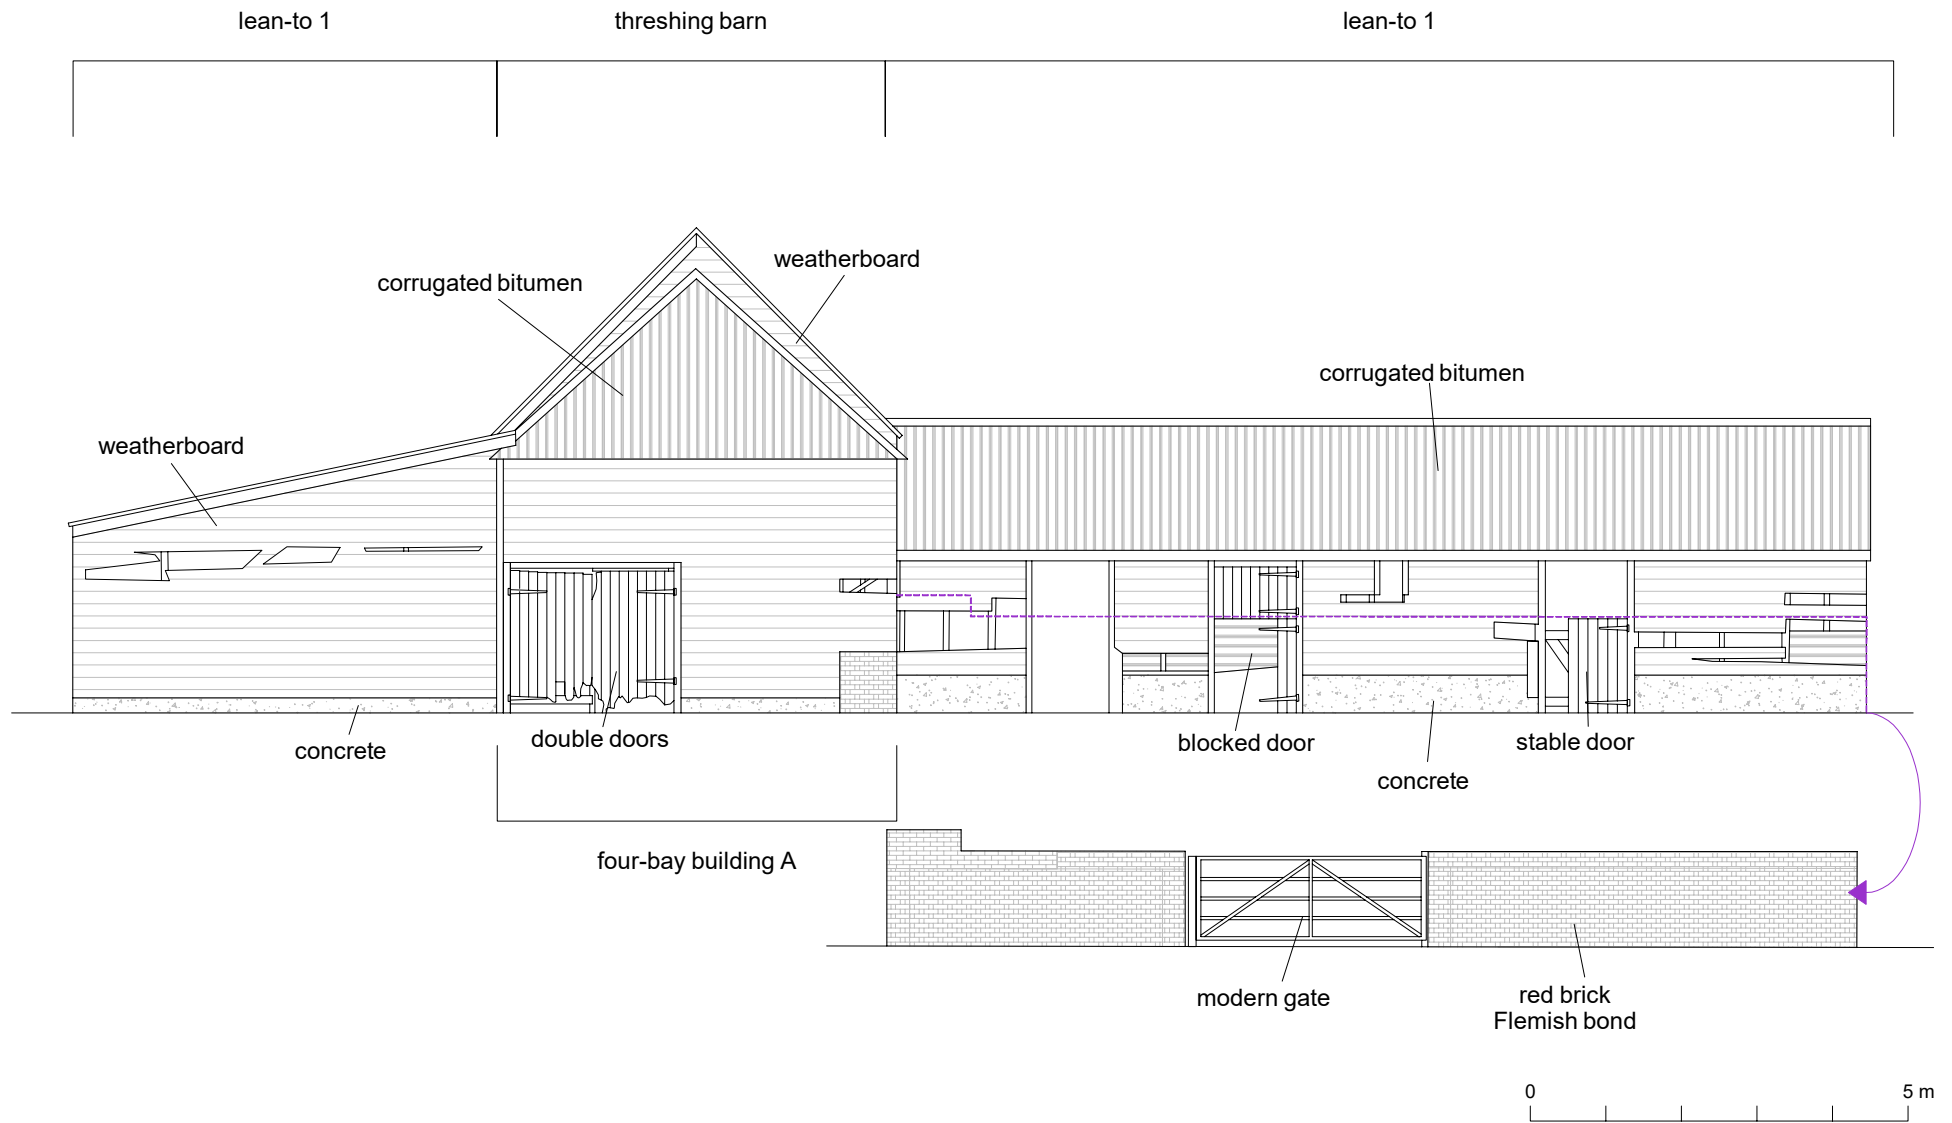 lean-to 1
threshing barn
lean-to 1
weatherboard
corrugated bitumen
corrugated bitumen
weatherboard
double doors
blocked door
stable door
concrete
concrete
four-bay building A
modern gate
red brick
Flemish bond
0
5 m